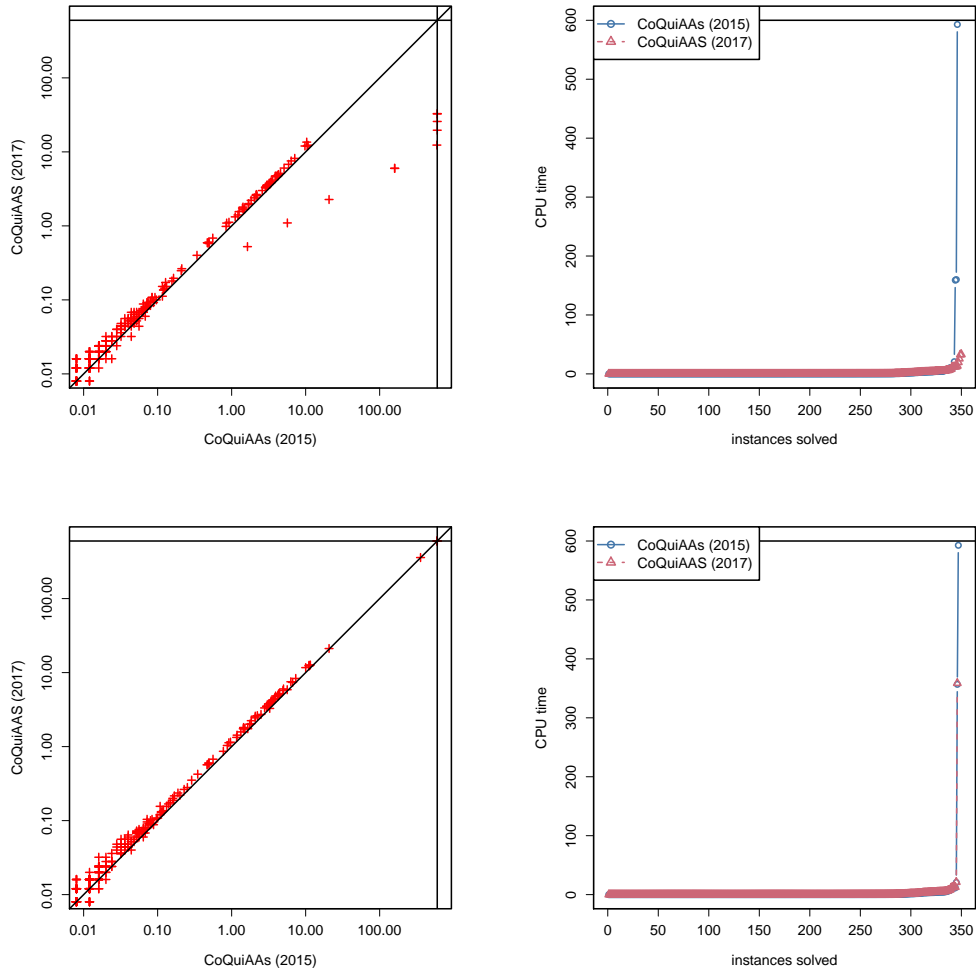 100.00
10.00
1.00
0.10
0.01
CoQuiAAS (2017)
0.01 0.10 1.00 10.00 100.00
CoQuiAAs (2015)
CoQuiAAs (2015)
CoQuiAAS (2017)
600
500
400
300
200
100
0
CPU time
0 50 100 150 200 250 300 350
instances solved
100.00
10.00
1.00
0.10
0.01
CoQuiAAS (2017)
0.01 0.10 1.00 10.00 100.00
CoQuiAAs (2015)
CoQuiAAs (2015)
CoQuiAAS (2017)
600
500
400
300
200
100
0
CPU time
0 50 100 150 200 250 300 350
instances solved